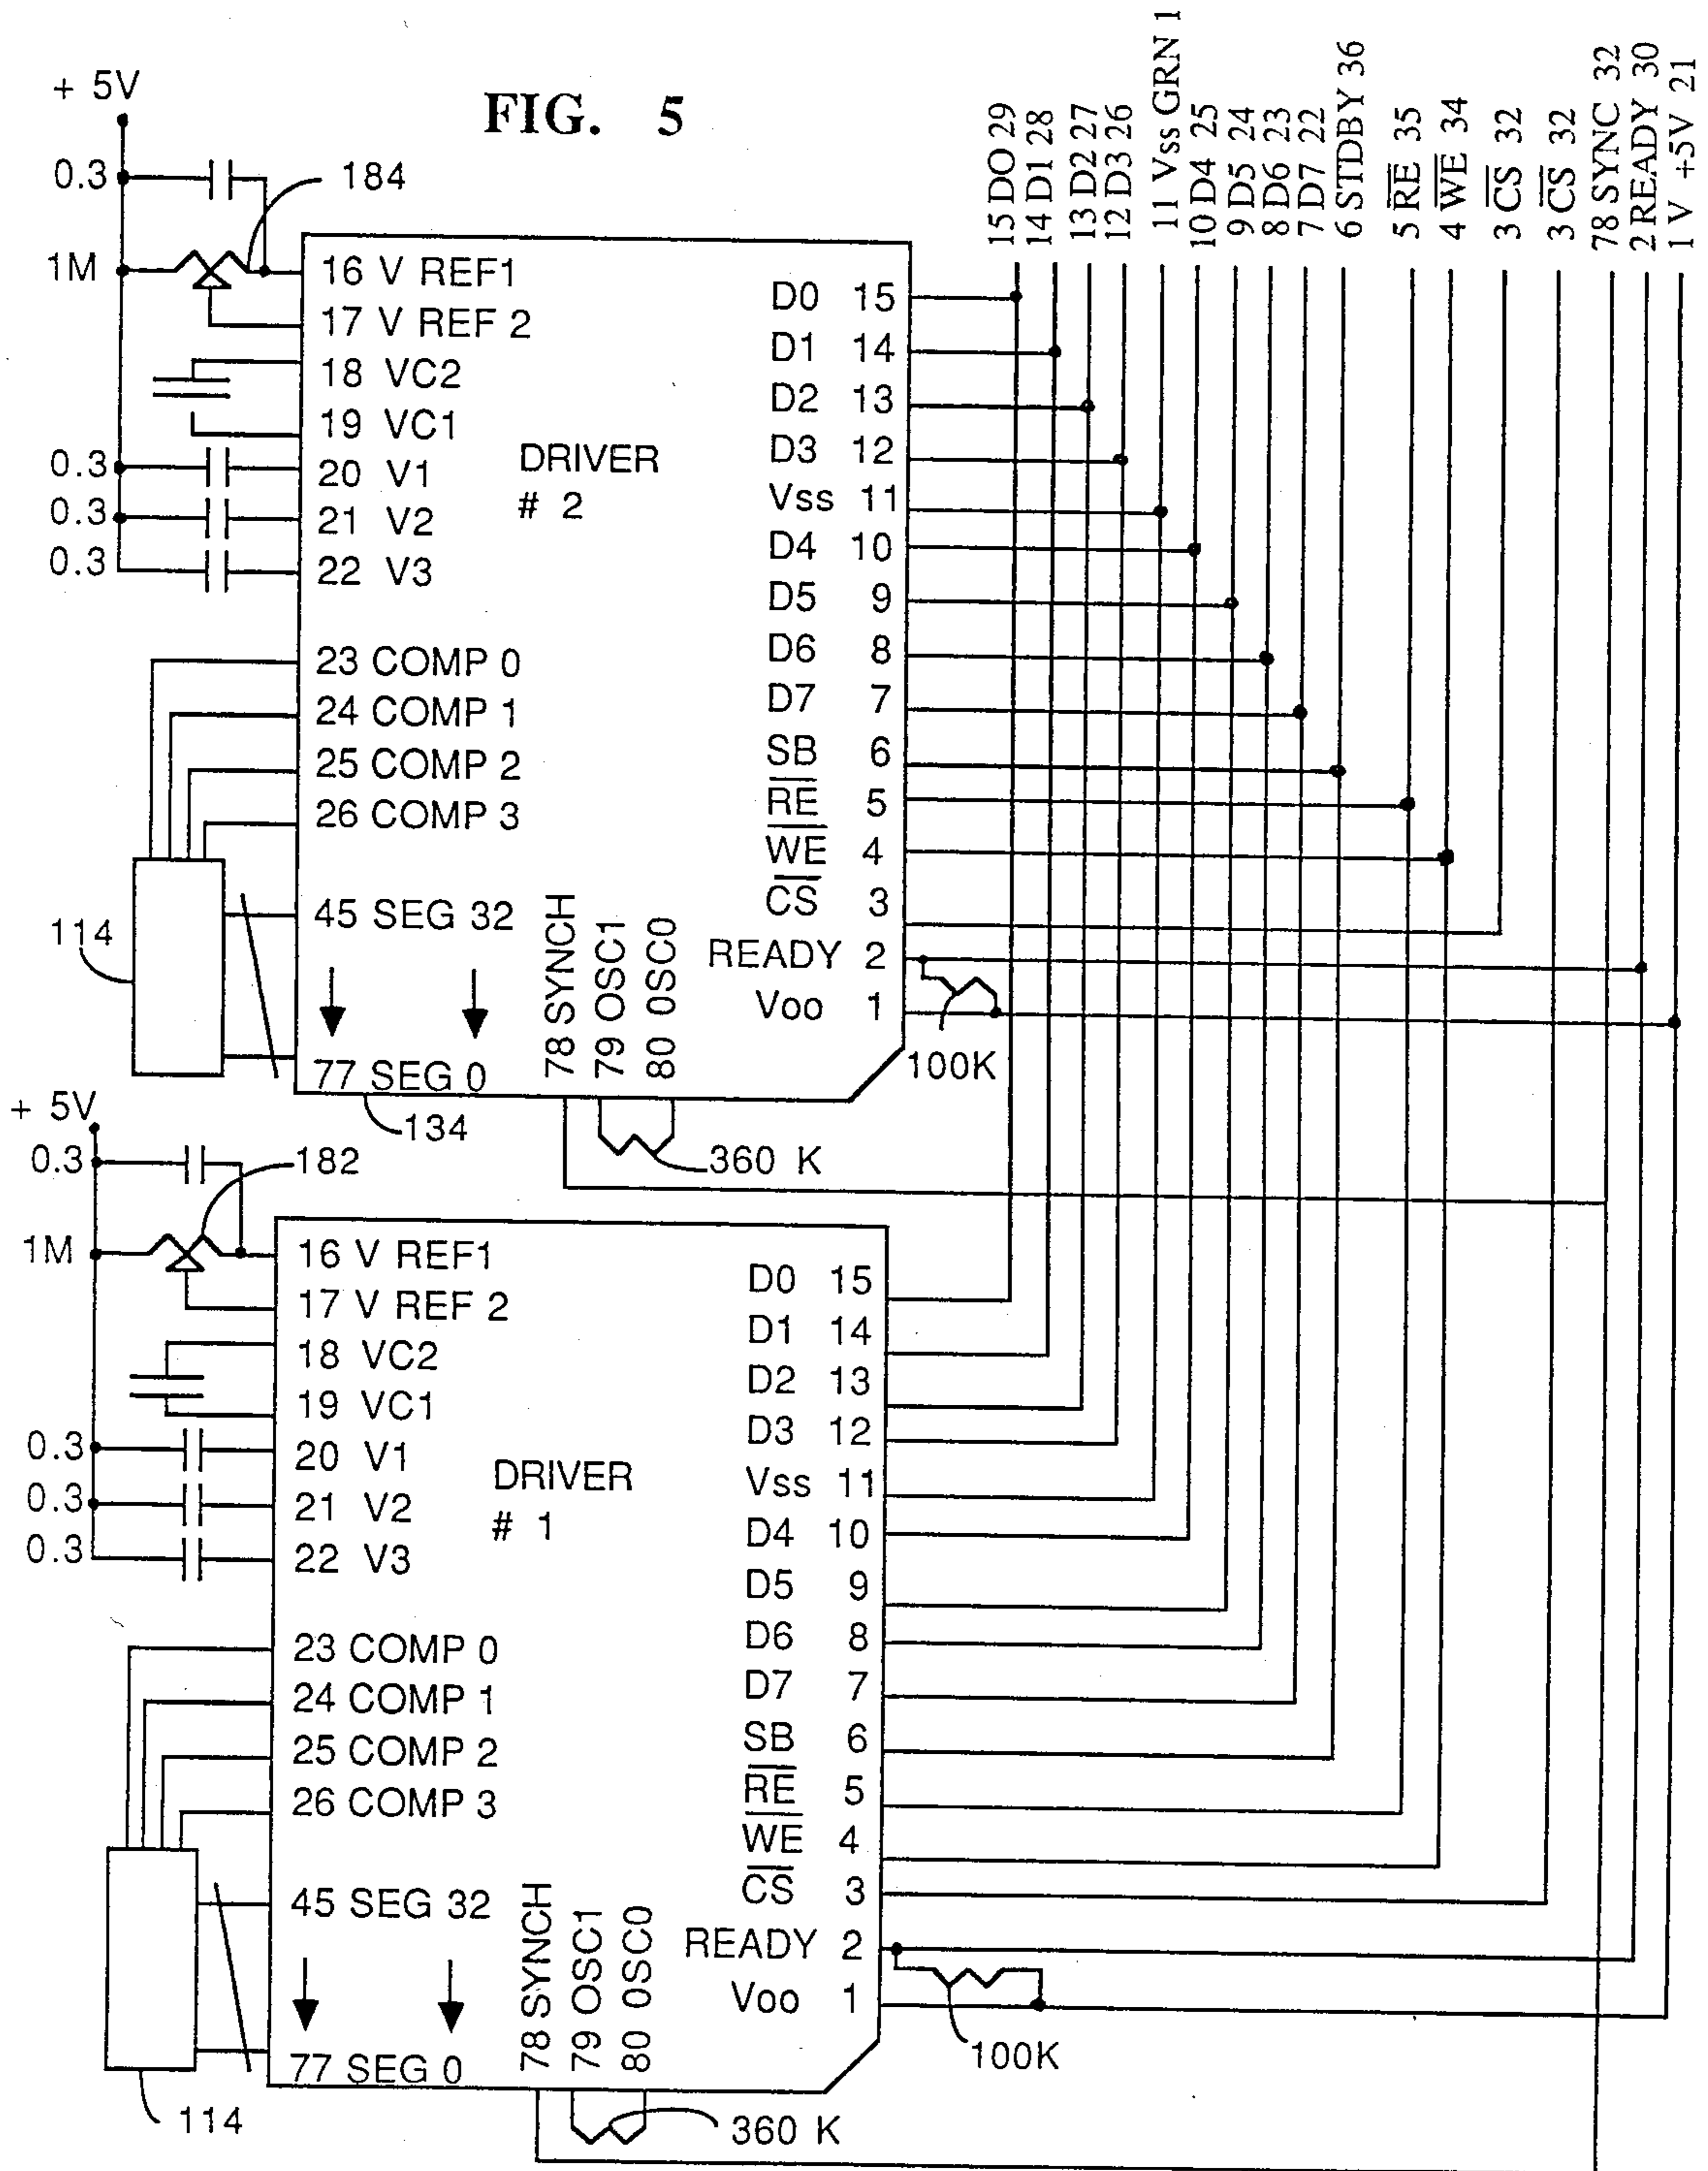 FIG. 5
+ 5V
0.3
184
1M
15 DO 29
14 D1 28
13 D2 27
12 D3 26
11 Vss GRN 1
10 D4 25
9 D5 24
8 D6 23
7 D7 22
6 STDBY 36
5 R̅E̅ 35
4 W̅E̅ 34
3 C̅S̅ 32
3 C̅S̅ 32
78 SYNC 32
2 READY 30
1 V +5V 21
16 V REF1
17 V REF 2
18 VC2
19 VC1
0.3 20 V1
0.3 21 V2
0.3 22 V3
DRIVER
# 2
23 COMP 0
24 COMP 1
25 COMP 2
26 COMP 3
45 SEG 32
77 SEG 0
114
134
78 SYNCH
79 OSC1
80 0SC0
D0 15
D1 14
D2 13
D3 12
Vss 11
D4 10
D5 9
D6 8
D7 7
SB 6
R̅E̅ 5
W̅E̅ 4
C̅S̅ 3
READY 2
Voo 1
100K
360 K
+ 5V
0.3
182
1M
16 V REF1
17 V REF 2
18 VC2
19 VC1
0.3 20 V1
0.3 21 V2
0.3 22 V3
DRIVER
# 1
23 COMP 0
24 COMP 1
25 COMP 2
26 COMP 3
45 SEG 32
77 SEG 0
114
78 SYNCH
79 OSC1
80 0SC0
D0 15
D1 14
D2 13
D3 12
Vss 11
D4 10
D5 9
D6 8
D7 7
SB 6
R̅E̅ 5
W̅E̅ 4
C̅S̅ 3
READY 2
Voo 1
100K
360 K